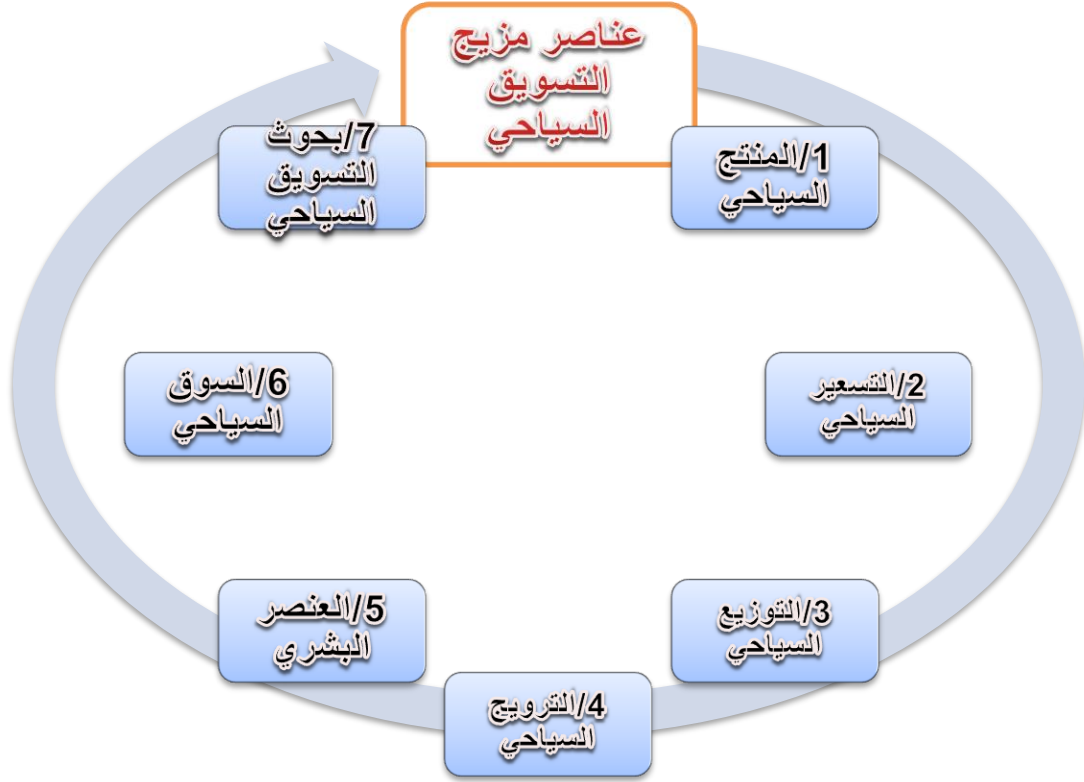 عناصر مزيج
التسويق
السياحي
1/المنتج
السياحي
2/التسعير
السياحي
3/التوزيع
السياحي
4/الترويج
السياحي
5/العنصر
البشري
6/السوق
السياحي
7/بحوث
التسويق
السياحي